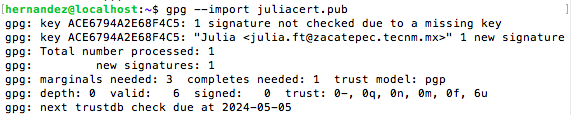 [hernandez@localhost:~$ gpg --import juliacert.pub ]
gpg: key ACE6794A2E68F4C5: 1 signature not checked due to a missing key
gpg: key ACE6794A2E68F4C5: "Julia <julia.ft@zacatepec.tecnm.mx>" 1 new signature
gpg: Total number processed: 1
gpg:         new signatures: 1
gpg: marginals needed: 3  completes needed: 1  trust model: pgp
gpg: depth: 0  valid:   6  signed:   0  trust: 0-, 0q, 0n, 0m, 0f, 6u
gpg: next trustdb check due at 2024-05-05